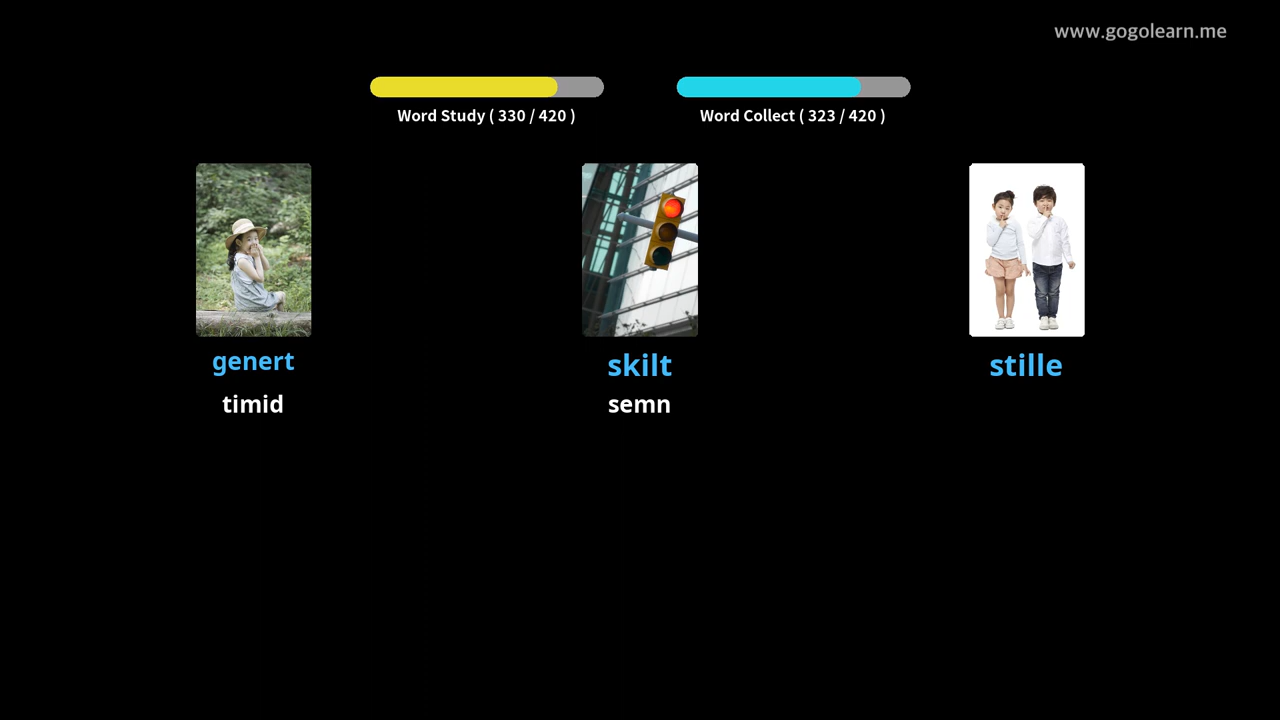 www.gogolearn.me
Word Study ( 330 / 420 )
Word Collect ( 323 / 420 )
genert
skilt
stille
timid
semn